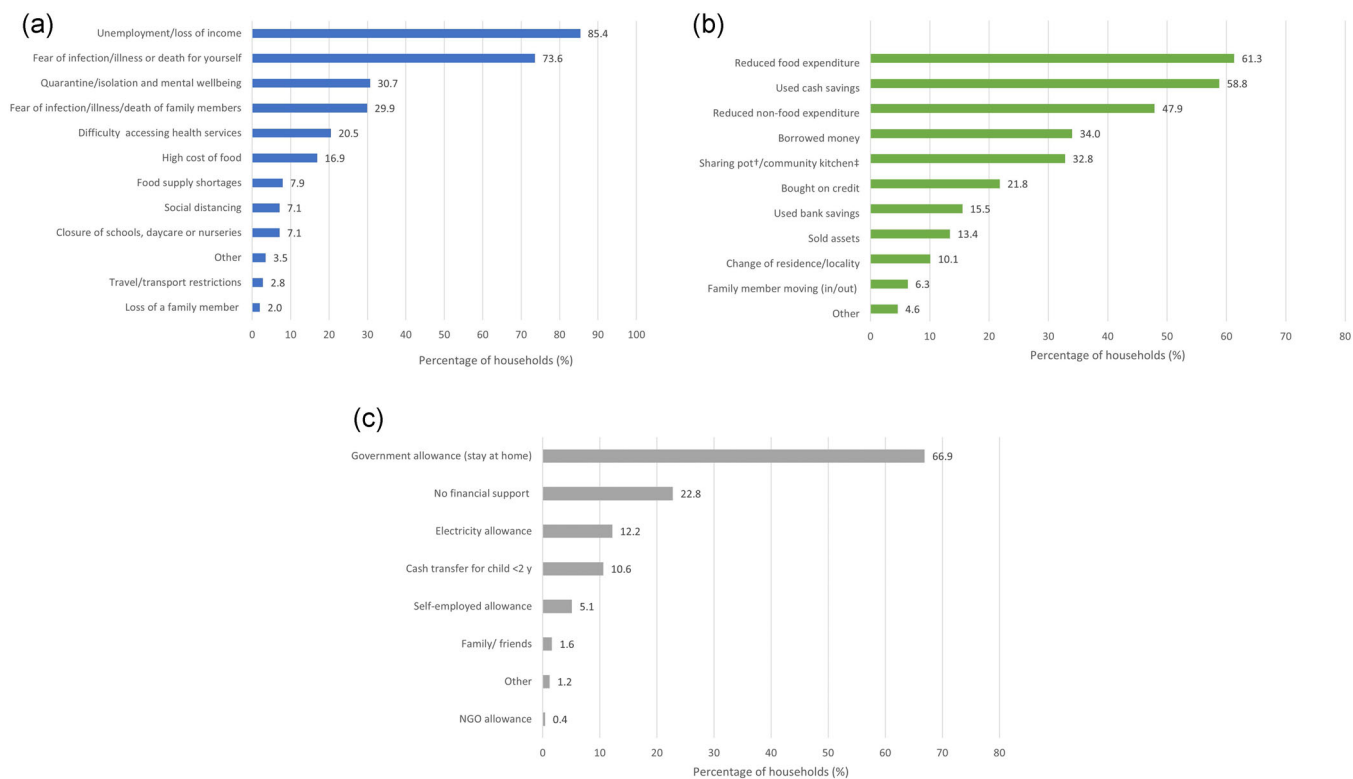 (a)
Unemployment/loss of income 85.4
Fear of infection/illness or death for yourself 73.6
Quarantine/isolation and mental wellbeing 30.7
Fear of infection/illness/death of family members 29.9
Difficulty accessing health services 20.5
High cost of food 16.9
Food supply shortages 7.9
Social distancing 7.1
Closure of schools, daycare or nurseries 7.1
Other 3.5
Travel/transport restrictions 2.8
Loss of a family member 2.0
0 10 20 30 40 50 60 70 80 90 100
Percentage of households (%)
(b)
Reduced food expenditure 61.3
Used cash savings 58.8
Reduced non-food expenditure 47.9
Borrowed money 34.0
Sharing pot†/community kitchen‡ 32.8
Bought on credit 21.8
Used bank savings 15.5
Sold assets 13.4
Change of residence/locality 10.1
Family member moving (in/out) 6.3
Other 4.6
0 10 20 30 40 50 60 70 80
Percentage of households (%)
(c)
Government allowance (stay at home) 66.9
No financial support 22.8
Electricity allowance 12.2
Cash transfer for child <2 y 10.6
Self-employed allowance 5.1
Family/ friends 1.6
Other 1.2
NGO allowance 0.4
0 10 20 30 40 50 60 70 80
Percentage of households (%)